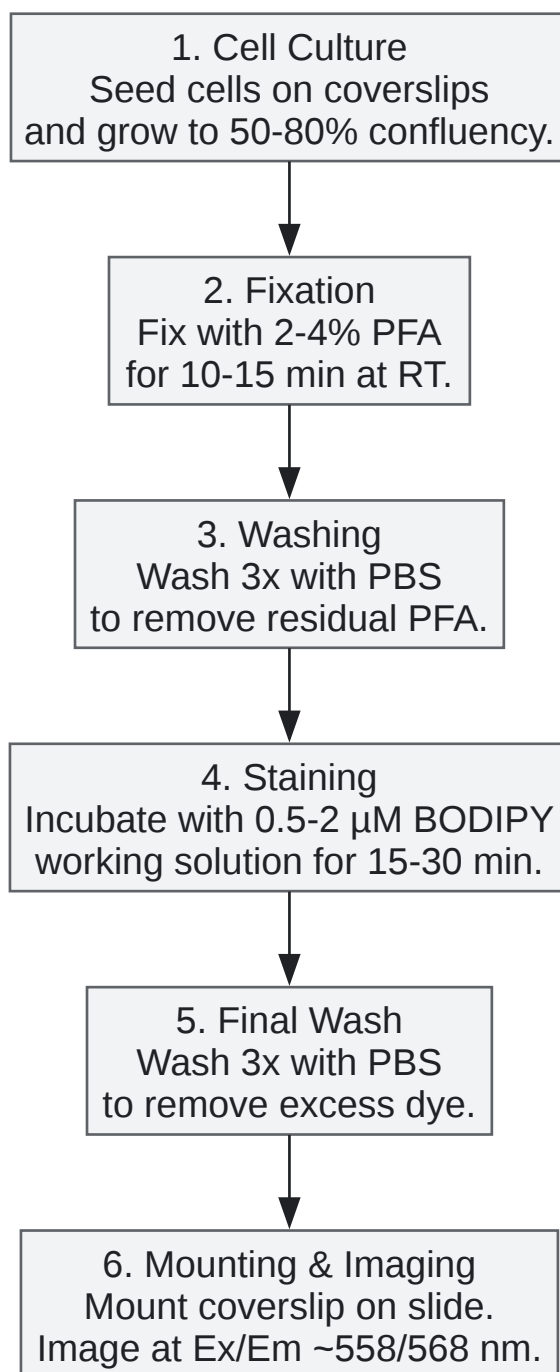 1. Cell Culture
Seed cells on coverslips
and grow to 50-80% confluency.
2. Fixation
Fix with 2-4% PFA
for 10-15 min at RT.
3. Washing
Wash 3x with PBS
to remove residual PFA.
4. Staining
Incubate with 0.5-2 µM BODIPY
working solution for 15-30 min.
5. Final Wash
Wash 3x with PBS
to remove excess dye.
6. Mounting & Imaging
Mount coverslip on slide.
Image at Ex/Em ~558/568 nm.